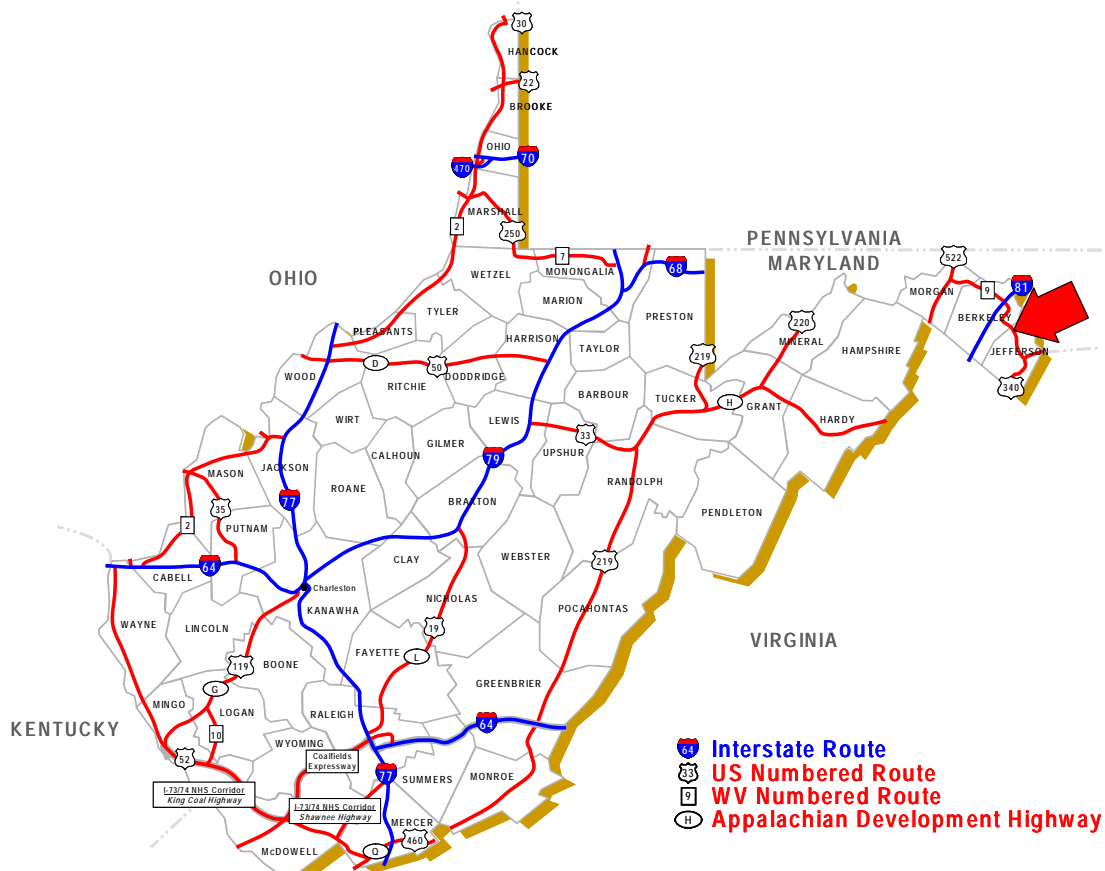 30
HANCOCK
22
BROOKE
OHIO
470
70
MARSHALL
2
250
PENNSYLVANIA
MARYLAND
OHIO
7
MONONGALIA
68
WETZEL
522
81
MORGAN
9
BERKELEY
MARION
TYLER
PRESTON
220
PLEASANTS
HARRISON
MINERAL
HAMPSHIRE
JEFFERSON
TAYLOR
219
D
50
WOOD
RITCHIE
DODDRIDGE
340
BARBOUR
TUCKER
H
GRANT
WIRT
LEWIS
HARDY
33
GILMER
UPSHUR
CALHOUN
79
JACKSON
MASON
RANDOLPH
ROANE
77
BRAXTON
35
PENDLETON
2
PUTNAM
WEBSTER
CLAY
219
64
CABELL
Charleston
NICHOLAS
KANAWHA
POCAHONTAS
WAYNE
LINCOLN
19
VIRGINIA
FAYETTE
L
119
BOONE
GREENBRIER
G
MINGO
LOGAN
RALEIGH
KENTUCKY
64
10
WYOMING
52
Coalfields
Expressway
77
SUMMERS
MONROE
I-73/74 NHS Corridor
King Coal Highway
I-73/74 NHS Corridor
Shawnee Highway
MERCER
460
McDOWELL
Q
64 Interstate Route
33 US Numbered Route
9 WV Numbered Route
H Appalachian Development Highway